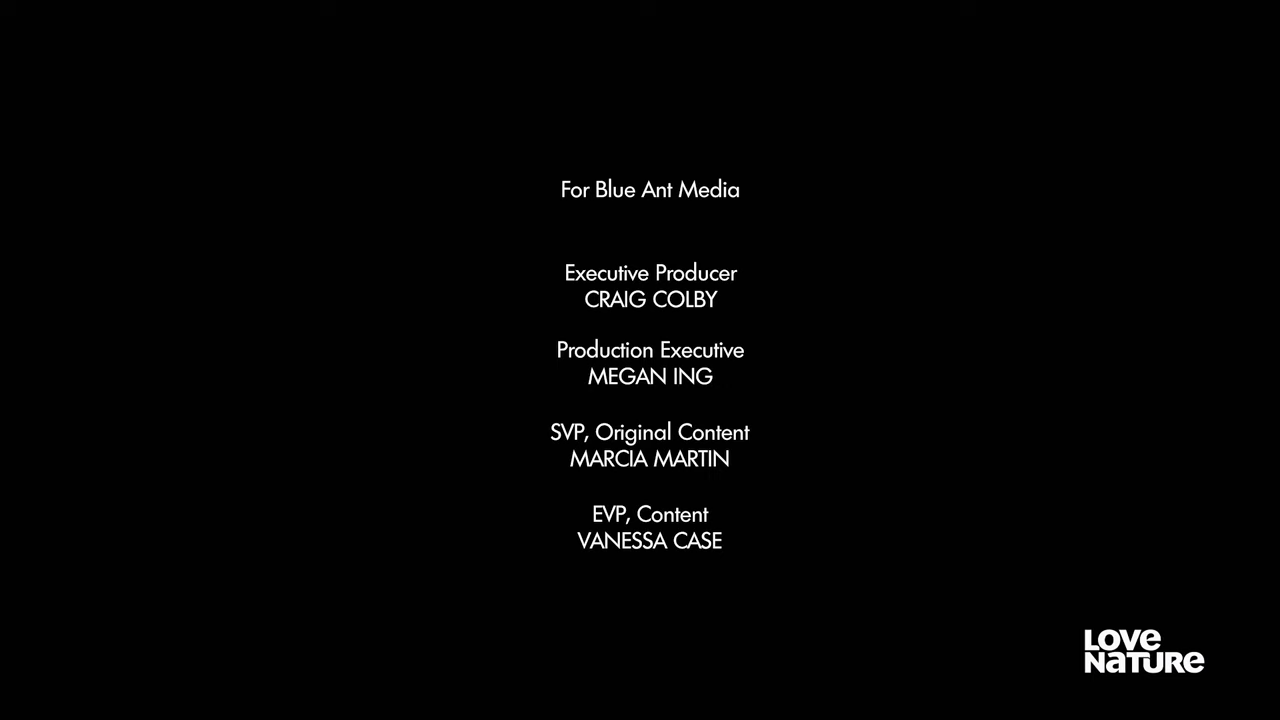 For Blue Ant Media
Executive Producer
CRAIG COLBY
Production Executive
MEGAN ING
SVP, Original Content
MARCIA MARTIN
EVP, Content
VANESSA CASE
LOVE
NATURE